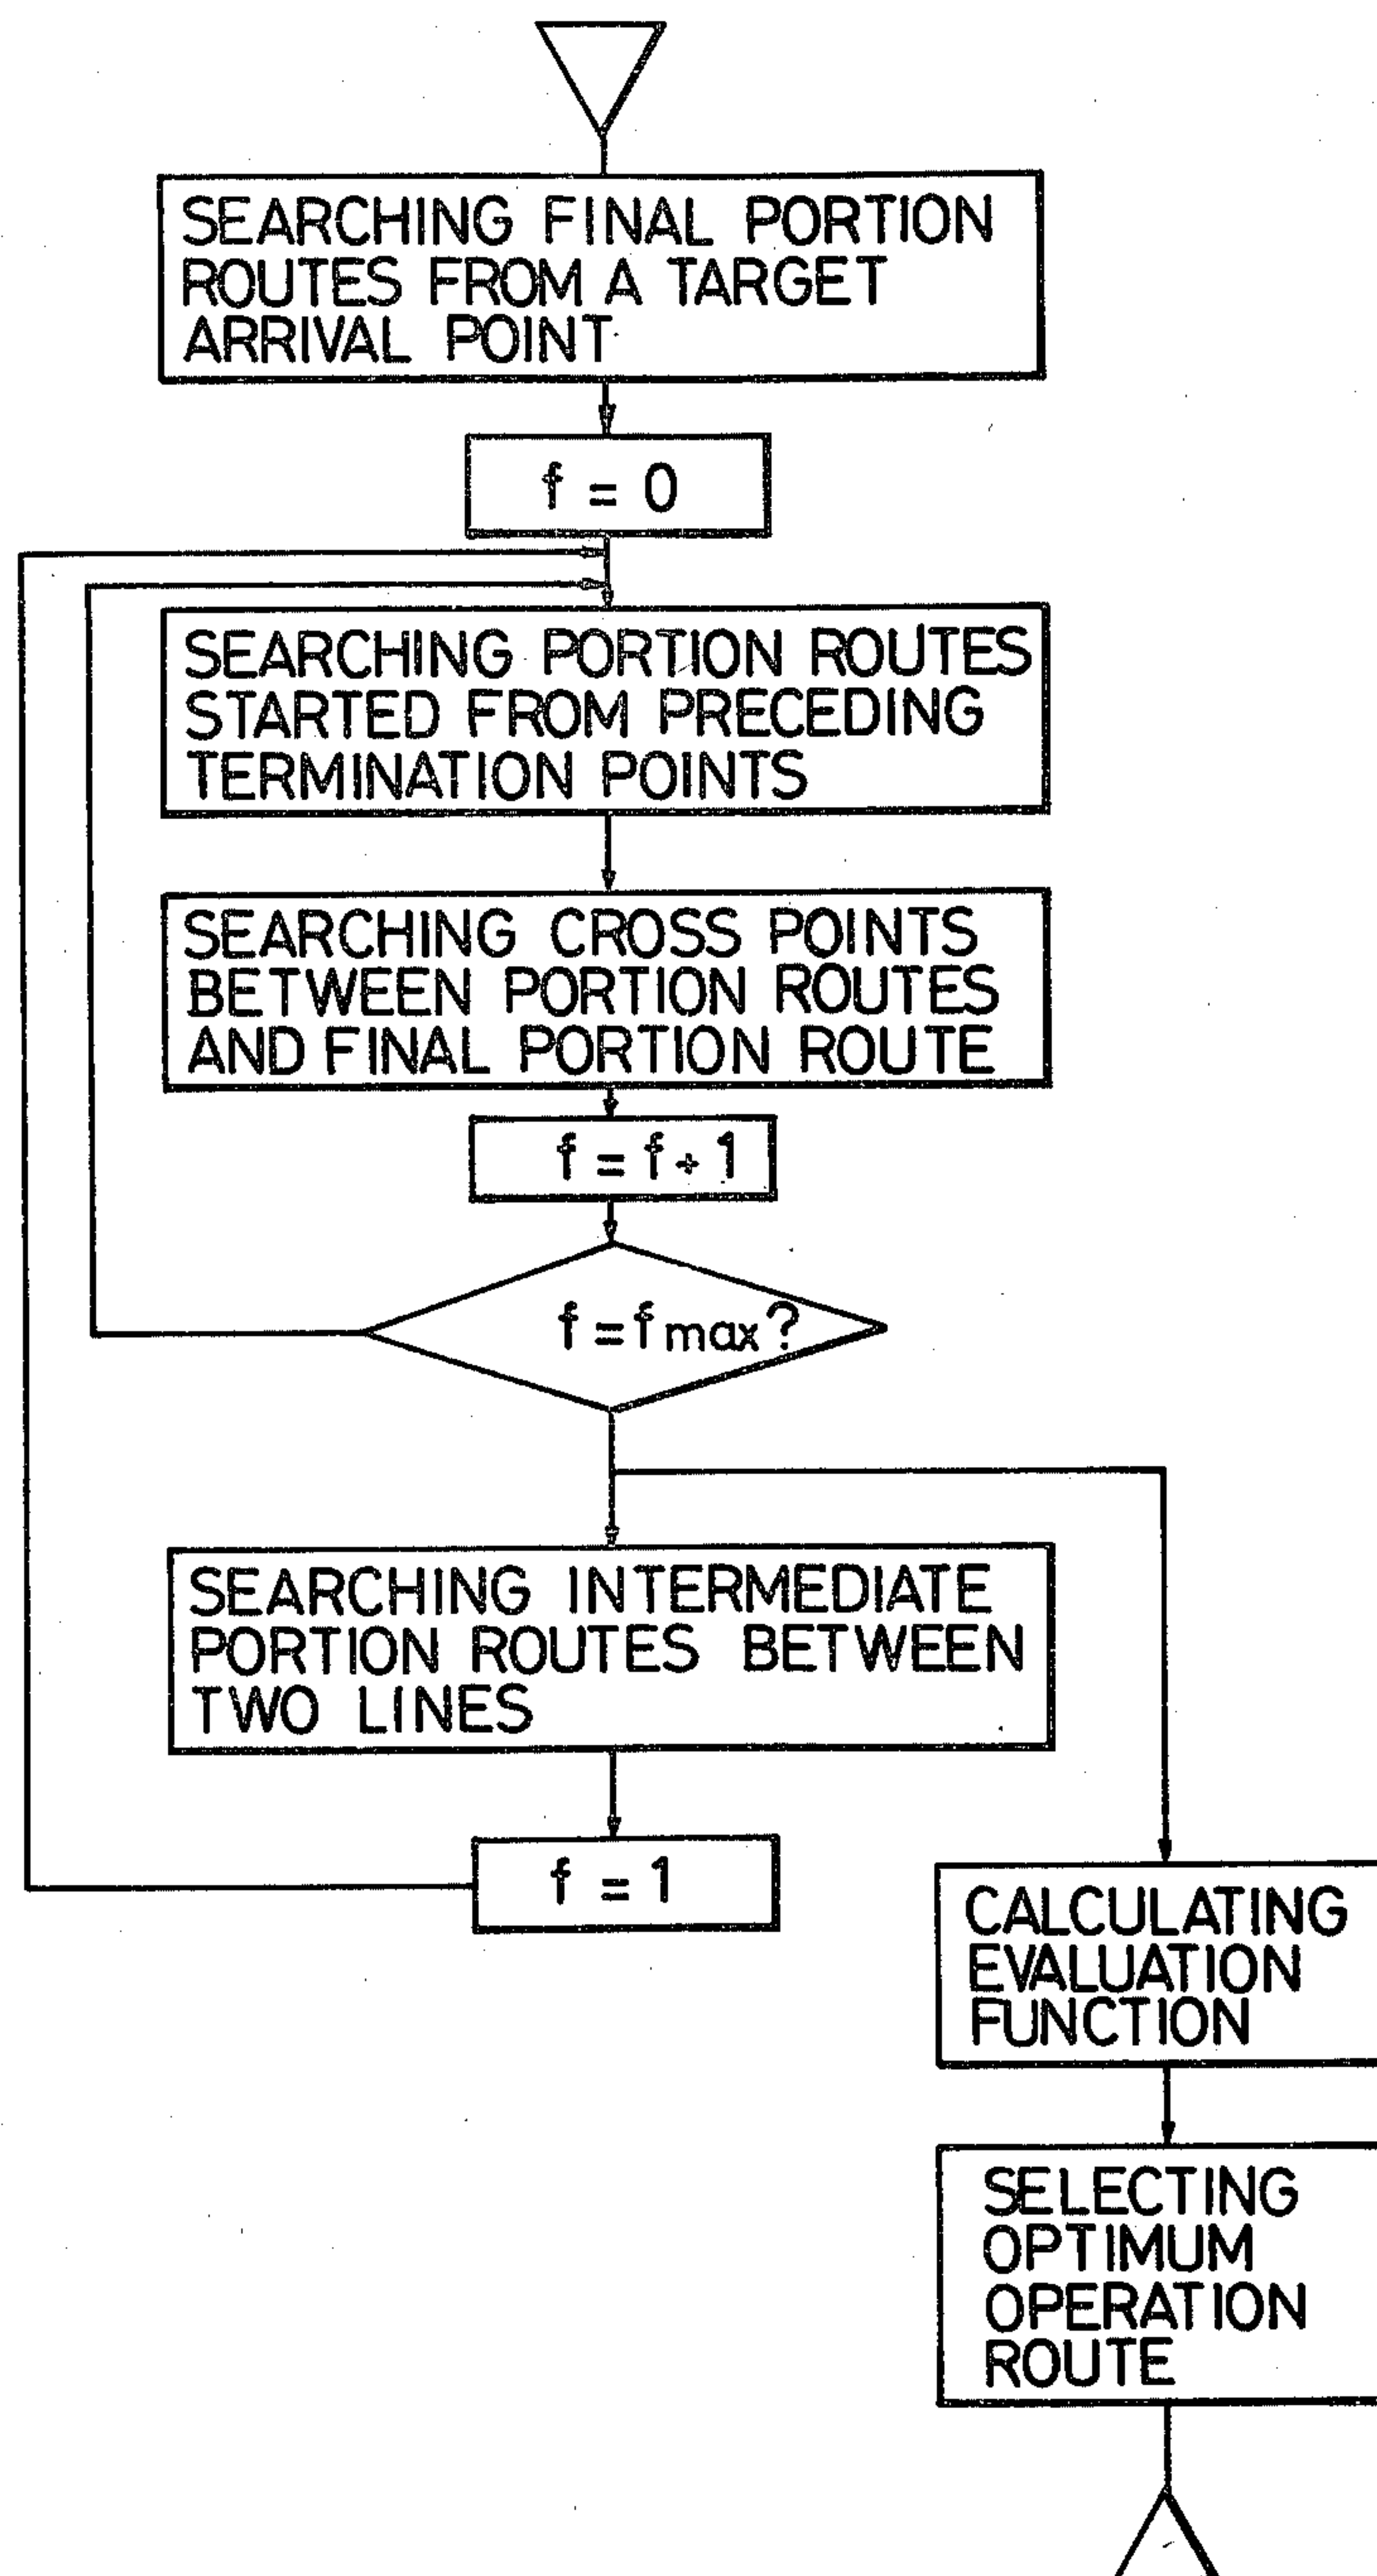 SEARCHING FINAL PORTION
ROUTES FROM A TARGET
ARRIVAL POINT
f = 0
SEARCHING PORTION ROUTES
STARTED FROM PRECEDING
TERMINATION POINTS
SEARCHING CROSS POINTS
BETWEEN PORTION ROUTES
AND FINAL PORTION ROUTE
f = f + 1
f = f max ?
SEARCHING INTERMEDIATE
PORTION ROUTES BETWEEN
TWO LINES
f = 1
CALCULATING
EVALUATION
FUNCTION
SELECTING
OPTIMUM
OPERATION
ROUTE